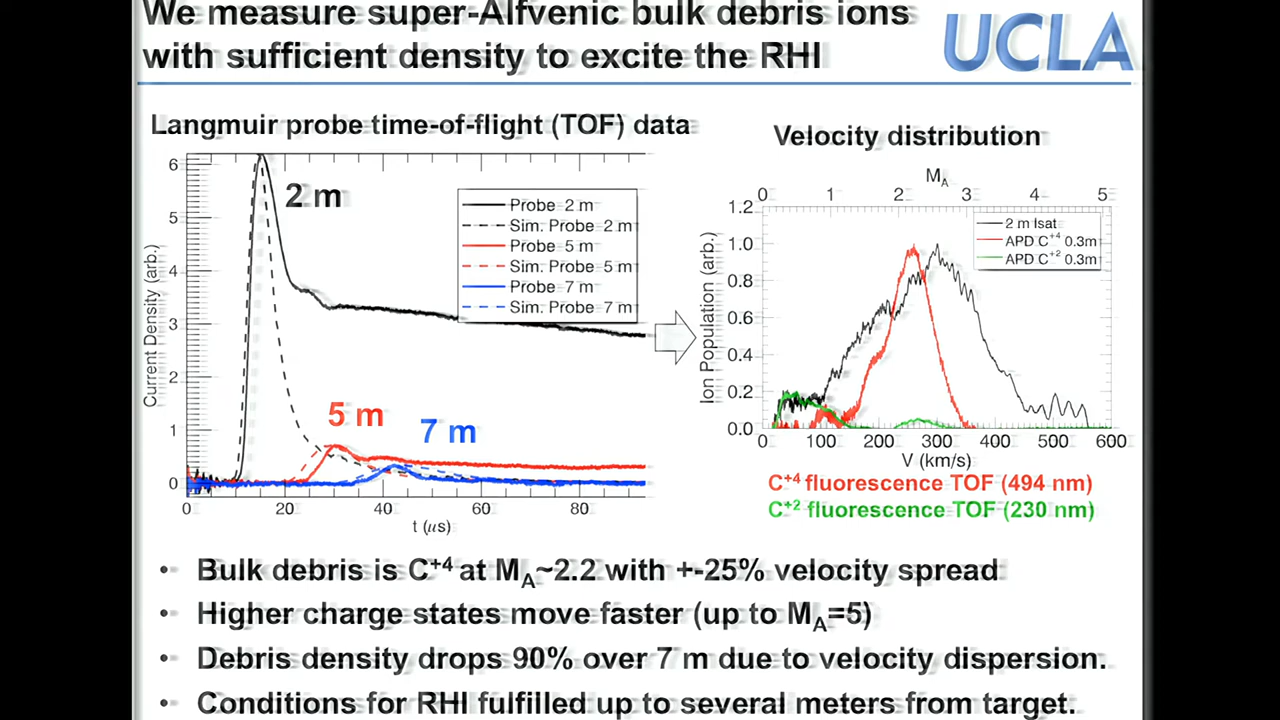 We measure super-Alfvenic bulk debris ions
with sufficient density to excite the RHI
UCLA
Langmuir probe time-of-flight (TOF) data
6
5
4
3
2
1
0
Current Density (arb.)
0
20
40
60
80
t (μs)
2 m
5 m
7 m
Probe 2 m
Sim. Probe 2 m
Probe 5 m
Sim. Probe 5 m
Probe 7 m
Sim. Probe 7 m
Velocity distribution
M_A
0 1 2 3 4 5
1.2
1.0
0.8
0.6
0.4
0.2
0.0
Ion Population (arb.)
2 m Isat
APD C+4 0.3m
APD C+2 0.3m
0 100 200 300 400 500 600
V (km/s)
C+4 fluorescence TOF (494 nm)
C+2 fluorescence TOF (230 nm)
• Bulk debris is C+4 at MA~2.2 with +-25% velocity spread
• Higher charge states move faster (up to MA=5)
• Debris density drops 90% over 7 m due to velocity dispersion.
• Conditions for RHI fulfilled up to several meters from target.